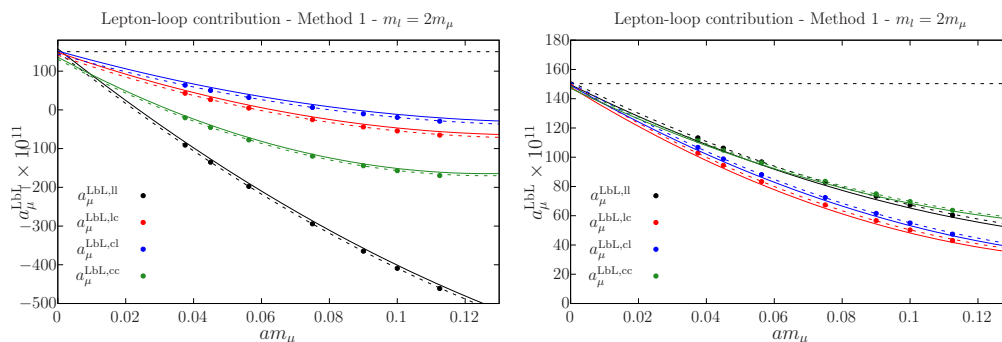 Lepton-loop contribution - Method 1 - m_l = 2m_μ
a_μ^LbL × 10^11
100
0
−100
−200
−300
−400
−500
a_μ^LbL,ll
a_μ^LbL,lc
a_μ^LbL,cl
a_μ^LbL,cc
0
0.02
0.04
0.06
0.08
0.1
0.12
am_μ
Lepton-loop contribution - Method 1 - m_l = 2m_μ
a_μ^LbL × 10^11
180
160
140
120
100
80
60
40
20
0
a_μ^LbL,ll
a_μ^LbL,lc
a_μ^LbL,cl
a_μ^LbL,cc
0
0.02
0.04
0.06
0.08
0.1
0.12
am_μ